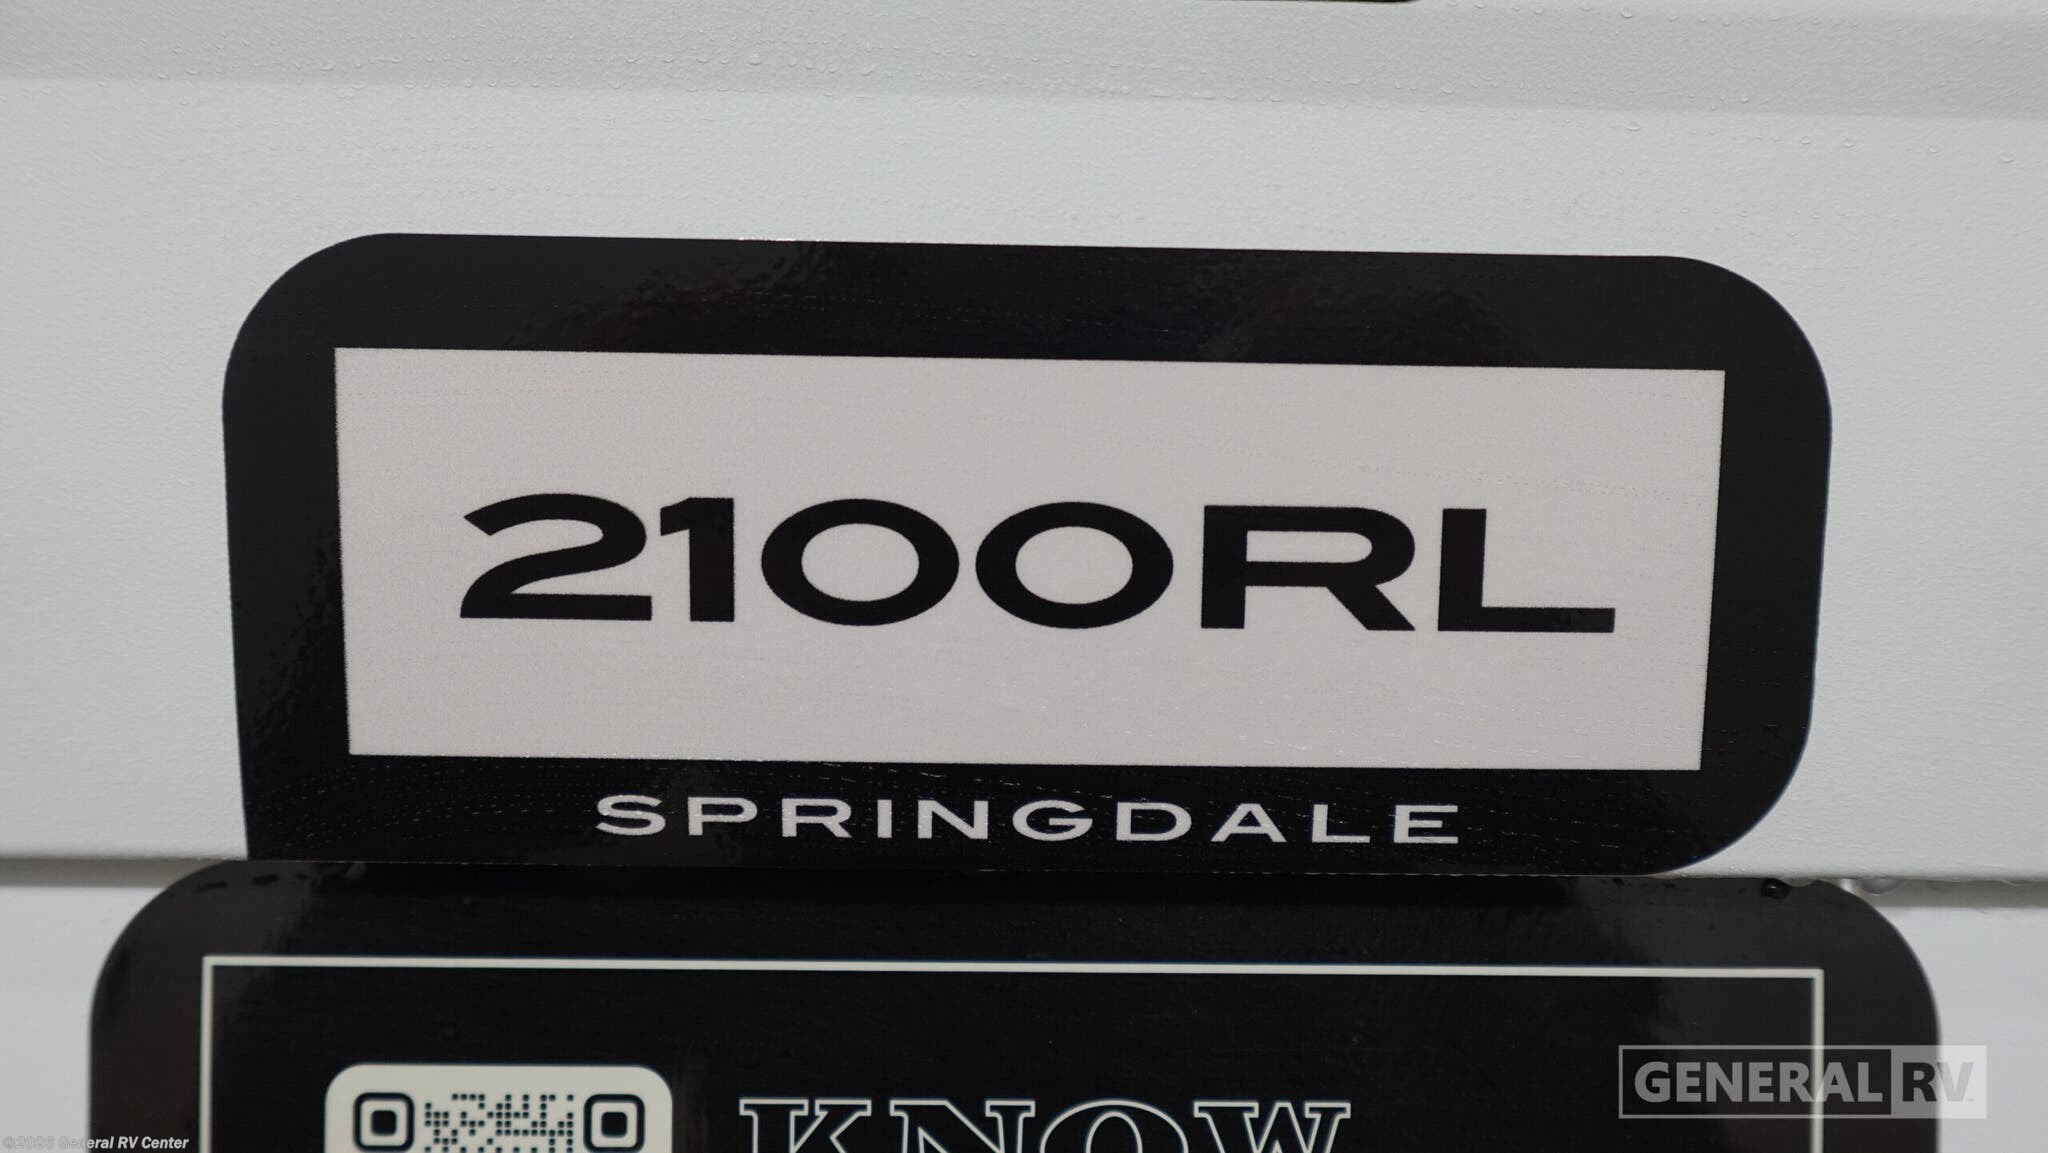 2100RL
SPRINGDALE
KNOW
GENERAL RV
©2026 General RV Center